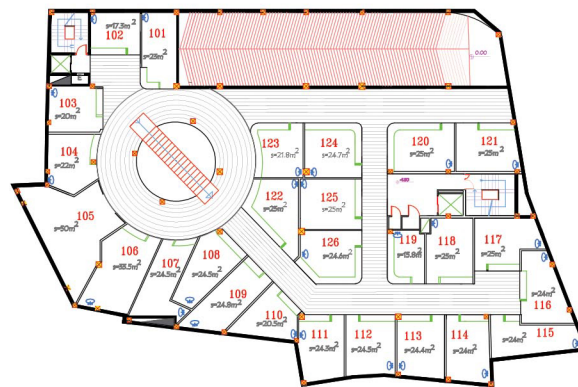 102
s=17.3m²
101
s=25m²
0.00
103
s=20m²
104
s=22m²
105
s=50m²
106
s=33.5m²
107
s=24.5m²
108
s=24.5m²
109
s=24.8m²
110
s=20.5m²
123
s=21.8m²
124
s=24.7m²
122
s=25m²
125
s=25m²
126
s=24.6m²
120
s=25m²
121
s=25m²
119
s=15.8m²
118
s=25m²
117
s=25m²
s=24m²
116
115
s=24m²
111
s=24.3m²
112
s=24.5m²
113
s=24.4m²
114
s=24m²